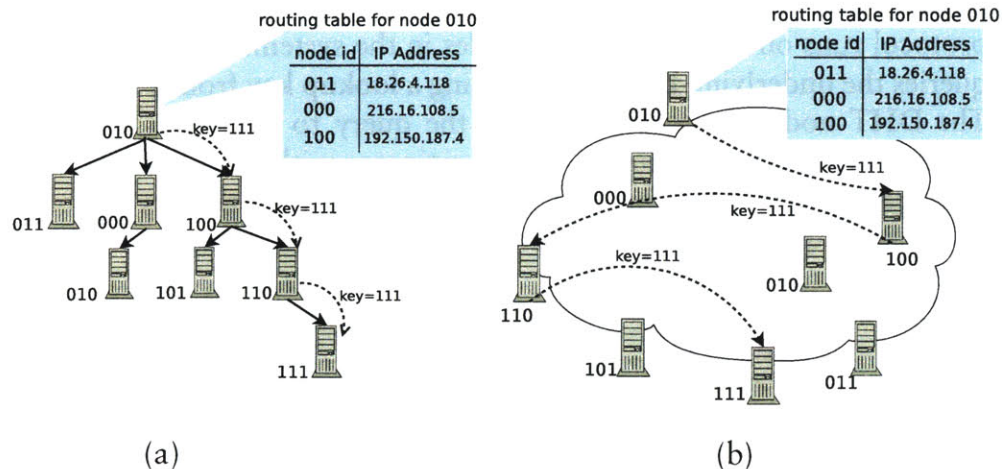 routing table for node 010
node id IP Address
011 18.26.4.118
000 216.16.108.5
100 192.150.187.4
010
key=111
011
000
100
key=111
010
101
110
key=111
111
(a)
routing table for node 010
node id IP Address
011 18.26.4.118
000 216.16.108.5
100 192.150.187.4
010
key=111
000
key=111
100
key=111
010
110
101
111
011
(b)